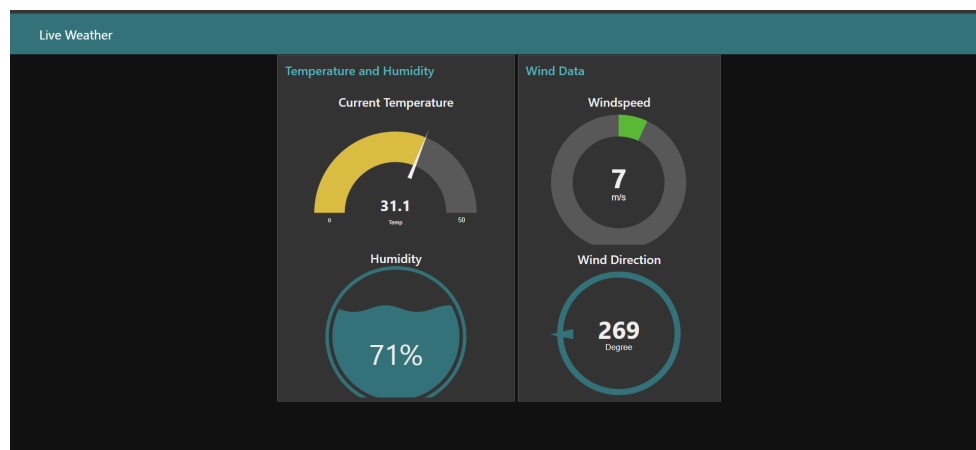 Live Weather
Temperature and Humidity
Current Temperature
31.1
Temp
0
50
Humidity
71%
Wind Data
Windspeed
7
m/s
Wind Direction
269
Degree